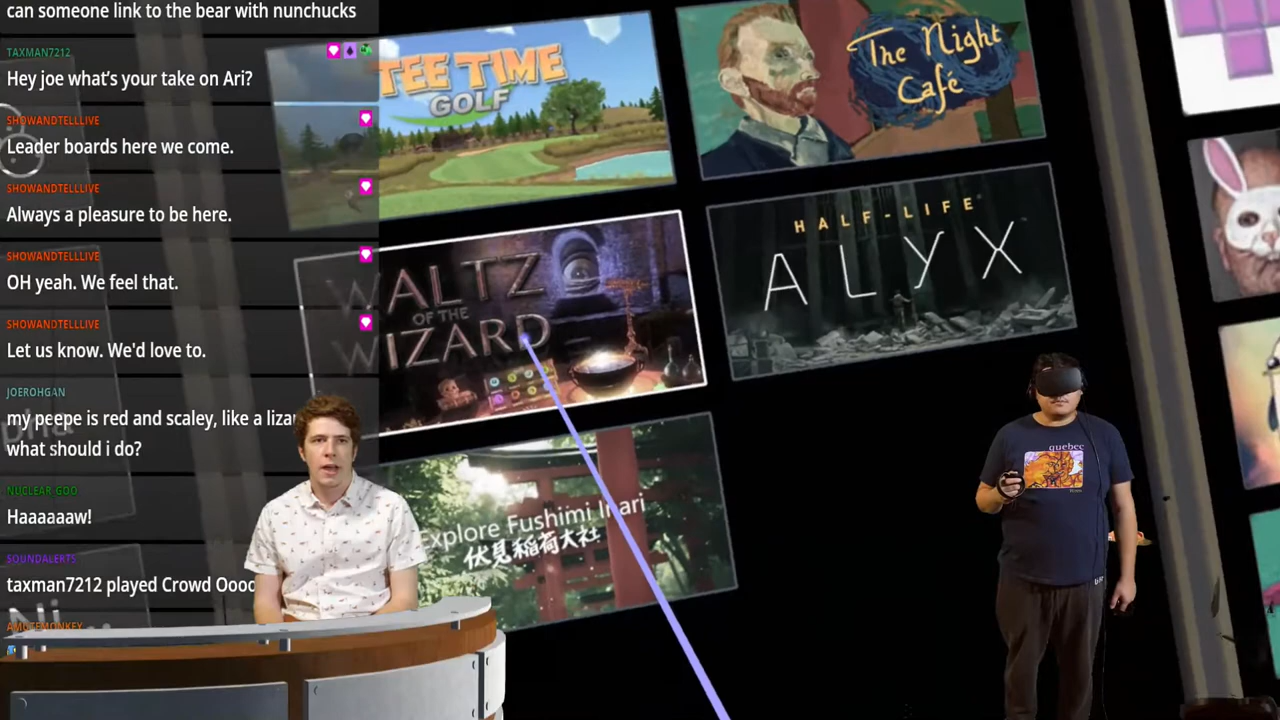 can someone link to the bear with nunchucks
TAXMAN7212
Hey joe what's your take on Ari?
SHOWANDTELLLIVE
Leader boards here we come.
SHOWANDTELLLIVE
Always a pleasure to be here.
SHOWANDTELLLIVE
OH yeah. We feel that.
SHOWANDTELLLIVE
Let us know. We'd love to.
JOEROHGAN
my peepe is red and scaley, like a liza
what should i do?
NUCLEAR GOO
Haaaaaaw!
SOUNDALERTS
taxman7212 played Crowd Oooo
AMUSEMONKEY
TEE TIME
GOLF
The Night
Café
WALTZ
OF THE
WIZARD
HALF-LIFE
ALYX
Explore Fushimi Inari
伏見稲荷大社
quebec